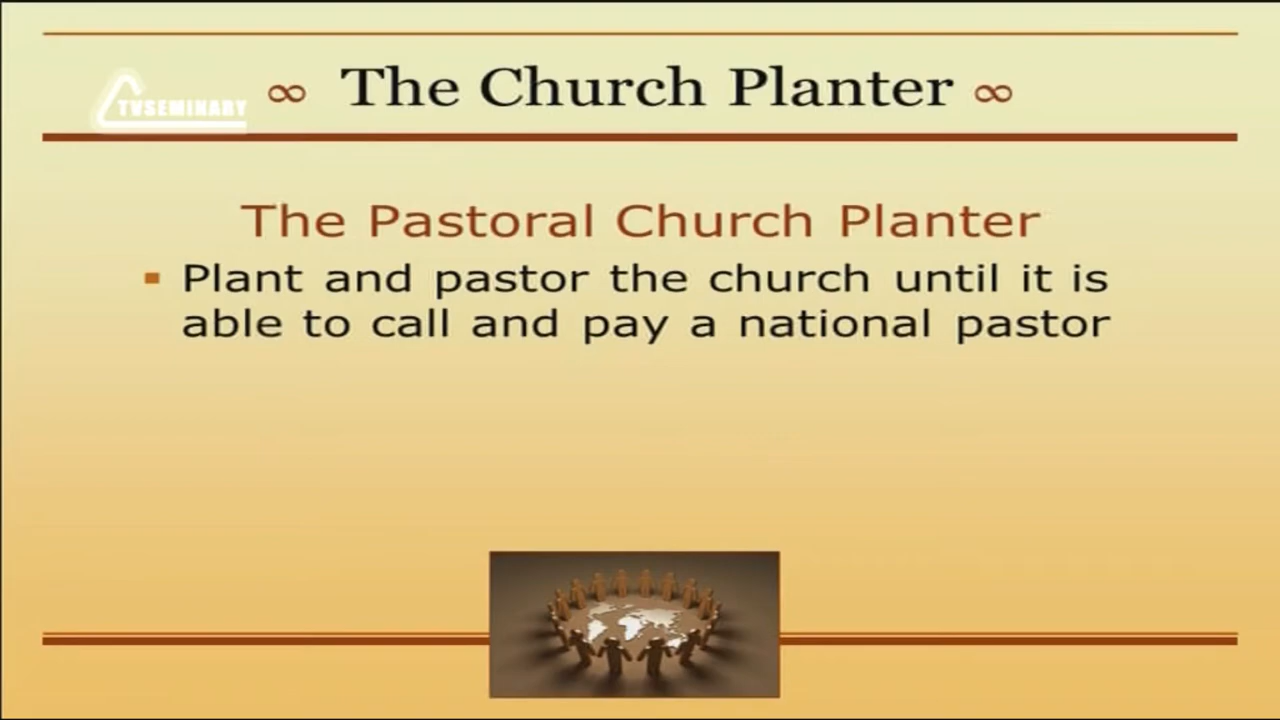 ∞ The Church Planter ∞
TVSEMINARY
The Pastoral Church Planter
▪ Plant and pastor the church until it is
able to call and pay a national pastor